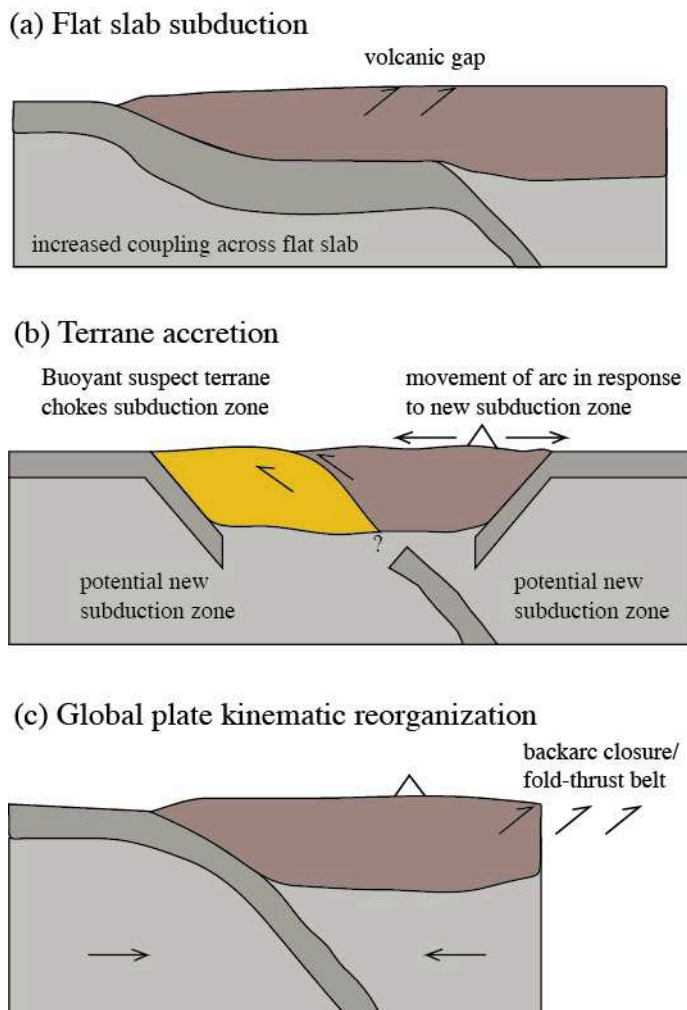 (a) Flat slab subduction
volcanic gap
increased coupling across flat slab
(b) Terrane accretion
Buoyant suspect terrane
chokes subduction zone
movement of arc in response
to new subduction zone
?
potential new
subduction zone
potential new
subduction zone
(c) Global plate kinematic reorganization
backarc closure/
fold-thrust belt